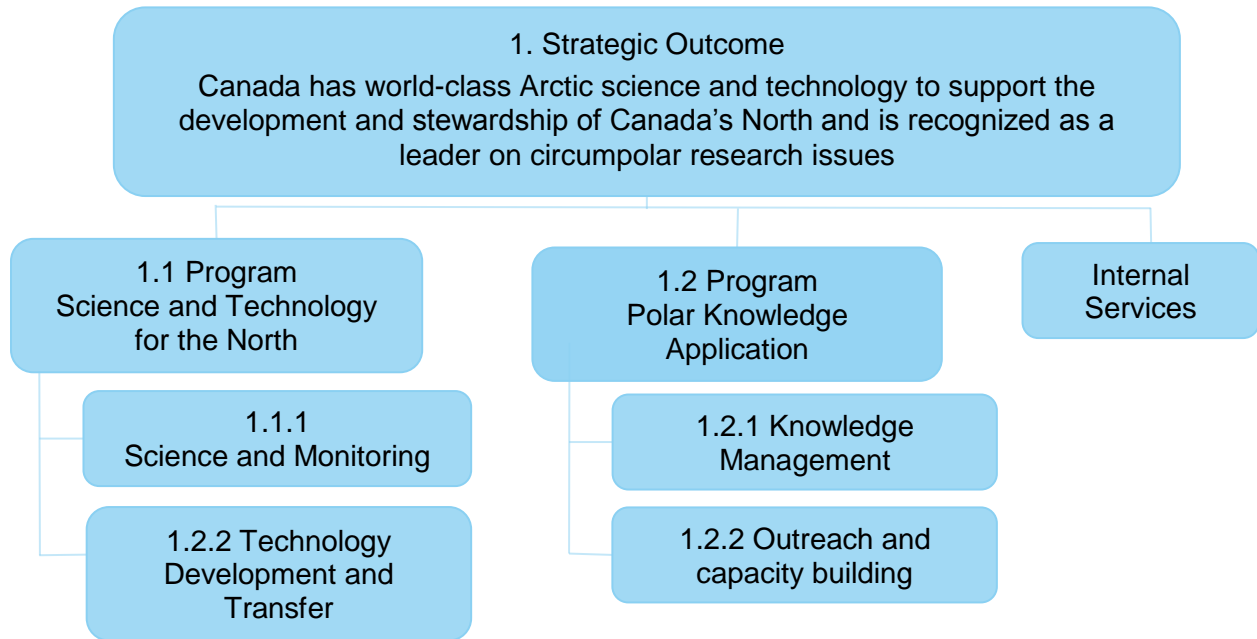 1. Strategic Outcome
Canada has world-class Arctic science and technology to support the
development and stewardship of Canada’s North and is recognized as a
leader on circumpolar research issues
1.1 Program
Science and Technology
for the North
1.1.1
Science and Monitoring
1.2.2 Technology
Development and
Transfer
1.2 Program
Polar Knowledge
Application
1.2.1 Knowledge
Management
1.2.2 Outreach and
capacity building
Internal
Services